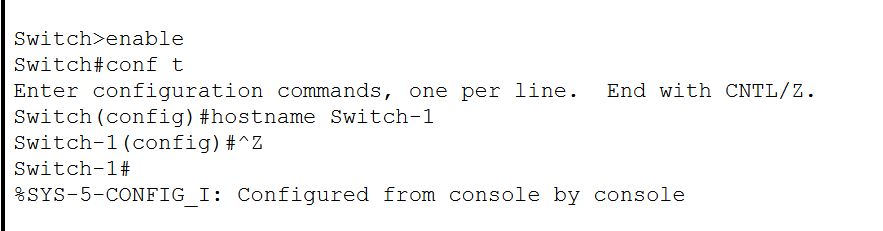 Switch>enable
Switch#conf t
Enter configuration commands, one per line.  End with CNTL/Z.
Switch(config)#hostname Switch-1
Switch-1(config)#^Z
Switch-1#
%SYS-5-CONFIG_I: Configured from console by console